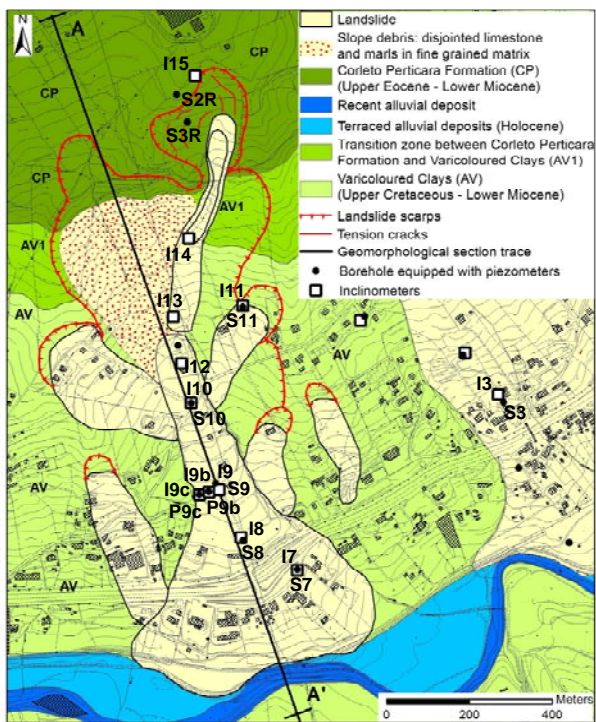 N
A
Landslide
Slope debris: disjointed limestone
and marls in fine grained matrix
Corleto Perticara Formation (CP)
(Upper Eocene - Lower Miocene)
Recent alluvial deposit
Terraced alluvial deposits (Holocene)
Transition zone between Corleto Perticara
Formation and Varicoloured Clays (AV1)
Varicoloured Clays (AV)
(Upper Cretaceous - Lower Miocene)
Landslide scarps
Tension cracks
Geomorphological section trace
Borehole equipped with piezometers
Inclinometers
CP
I15
CP
S2R
S3R
CP
AV1
AV1
I14
I11
I13
S11
AV
AV
I12
I10
I3
S10
S3
I9b
I9
AV
I9c
S9
P9b
P9c
I8
S8
I7
S7
AV
A'
Meters
0
200
400